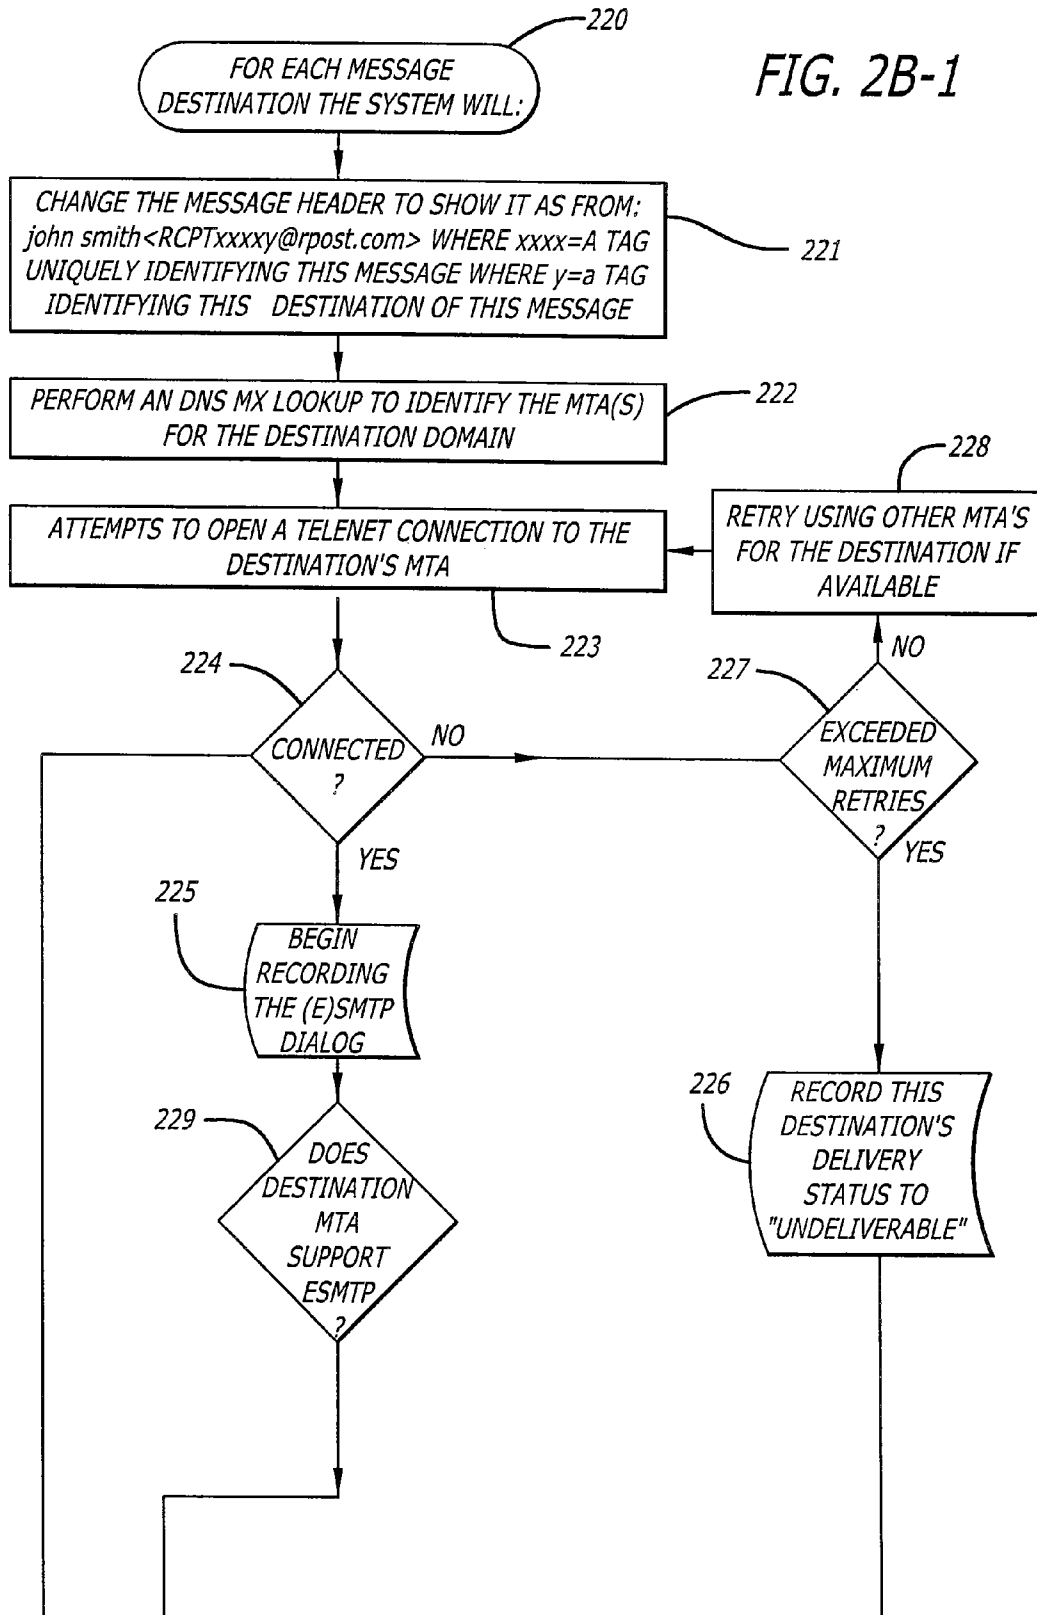 220
FIG. 2B-1
FOR EACH MESSAGE
DESTINATION THE SYSTEM WILL:
CHANGE THE MESSAGE HEADER TO SHOW IT AS FROM:
john smith<RCPTxxxxy@rpost.com> WHERE xxxx=A TAG
UNIQUELY IDENTIFYING THIS MESSAGE WHERE y=a TAG
IDENTIFYING THIS DESTINATION OF THIS MESSAGE
221
PERFORM AN DNS MX LOOKUP TO IDENTIFY THE MTA(S)
FOR THE DESTINATION DOMAIN
222
228
ATTEMPTS TO OPEN A TELENET CONNECTION TO THE
DESTINATION'S MTA
RETRY USING OTHER MTA'S
FOR THE DESTINATION IF
AVAILABLE
223
224
CONNECTED
?
NO
YES
227
NO
EXCEEDED
MAXIMUM
RETRIES
?
YES
225
BEGIN
RECORDING
THE (E)SMTP
DIALOG
229
DOES
DESTINATION
MTA
SUPPORT
ESMTP
?
226
RECORD THIS
DESTINATION'S
DELIVERY
STATUS TO
"UNDELIVERABLE"